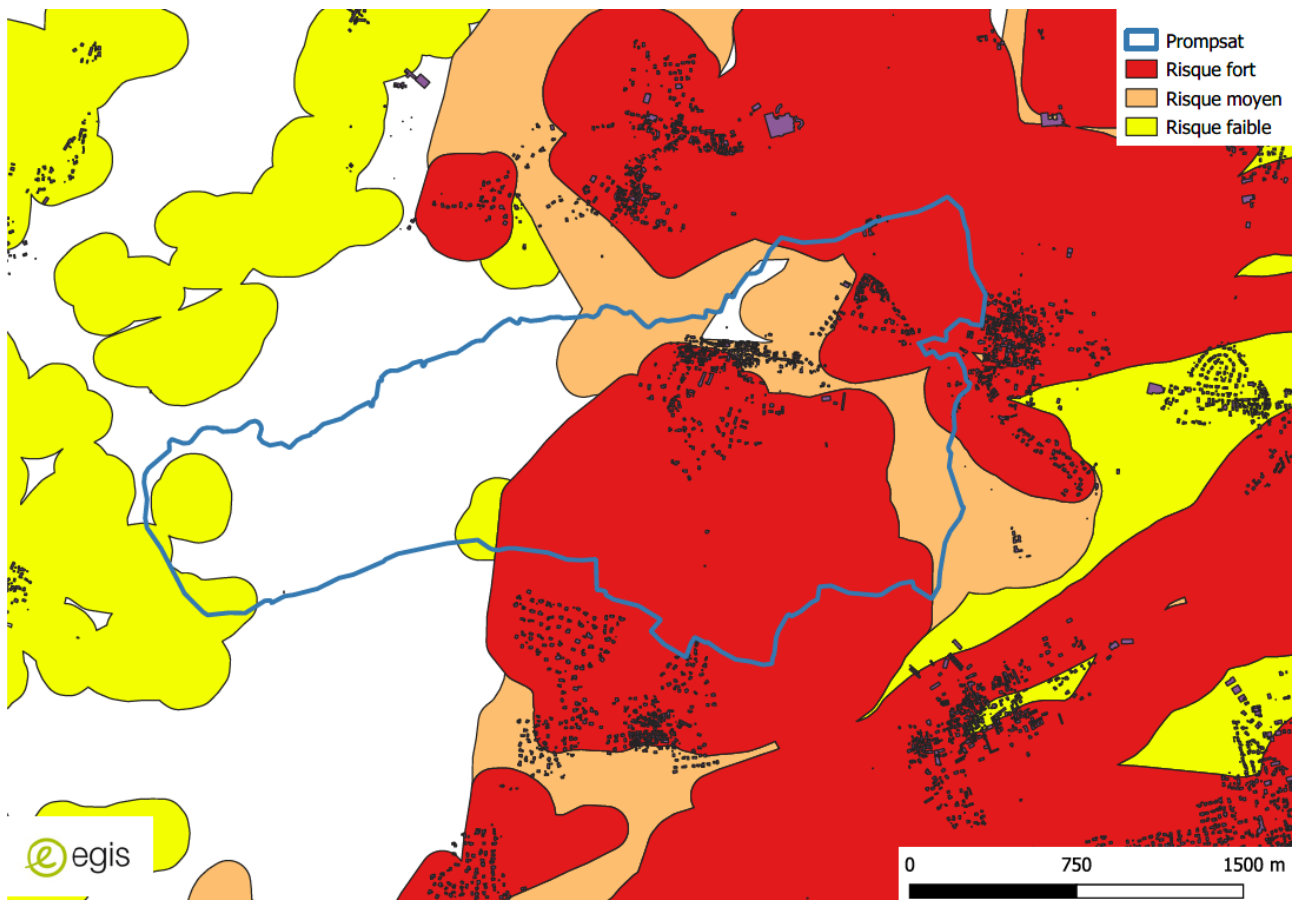 Prompsat
Risque fort
Risque moyen
Risque faible
egis
0 750 1500 m